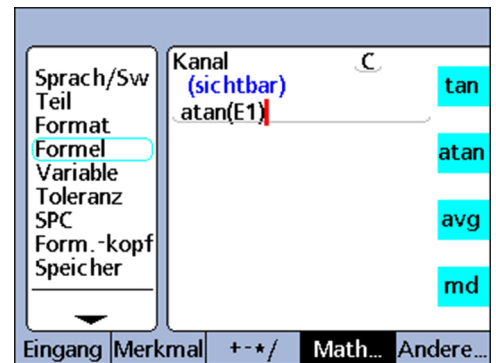 Sprach/Sw
Teil
Format
Formel
Variable
Toleranz
SPC
Form.-kopf
Speicher
Kanal C
(sichtbar)
atan(E1)
tan
atan
avg
md
Eingang Merkmal +-*/ Math... Andere...